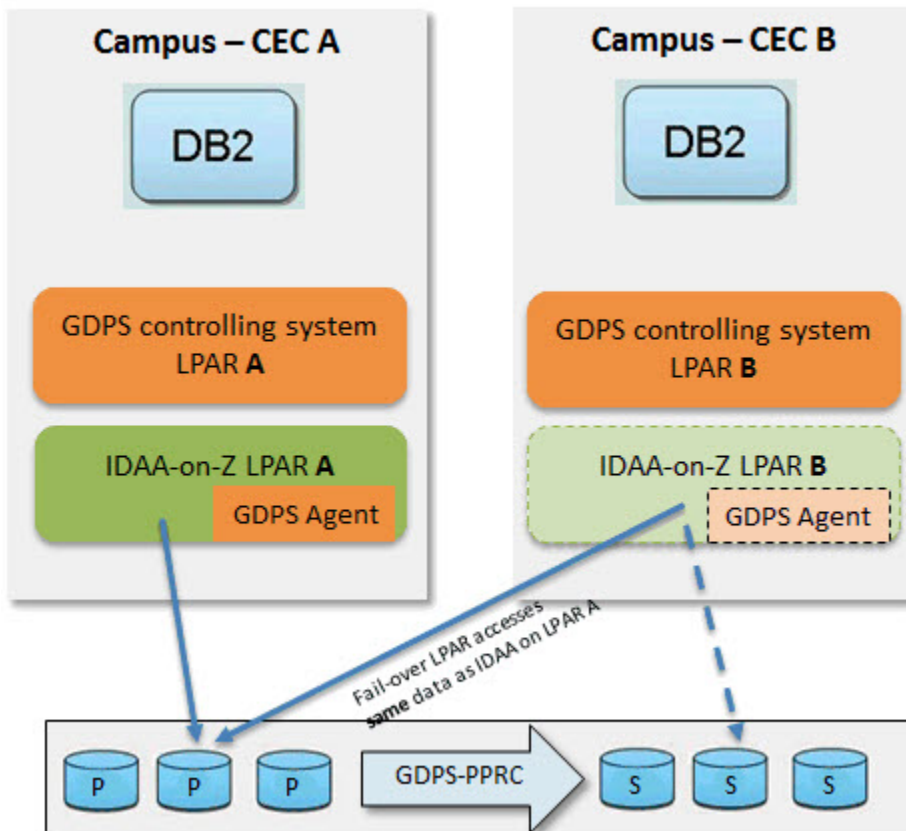 Campus – CEC A
DB2
GDPS controlling system
LPAR A
IDAA-on-Z LPAR A
GDPS Agent
Campus – CEC B
DB2
GDPS controlling system
LPAR B
IDAA-on-Z LPAR B
GDPS Agent
Fail-over LPAR accesses
same data as IDAA on LPAR A
P
P
P
GDPS-PPRC
S
S
S